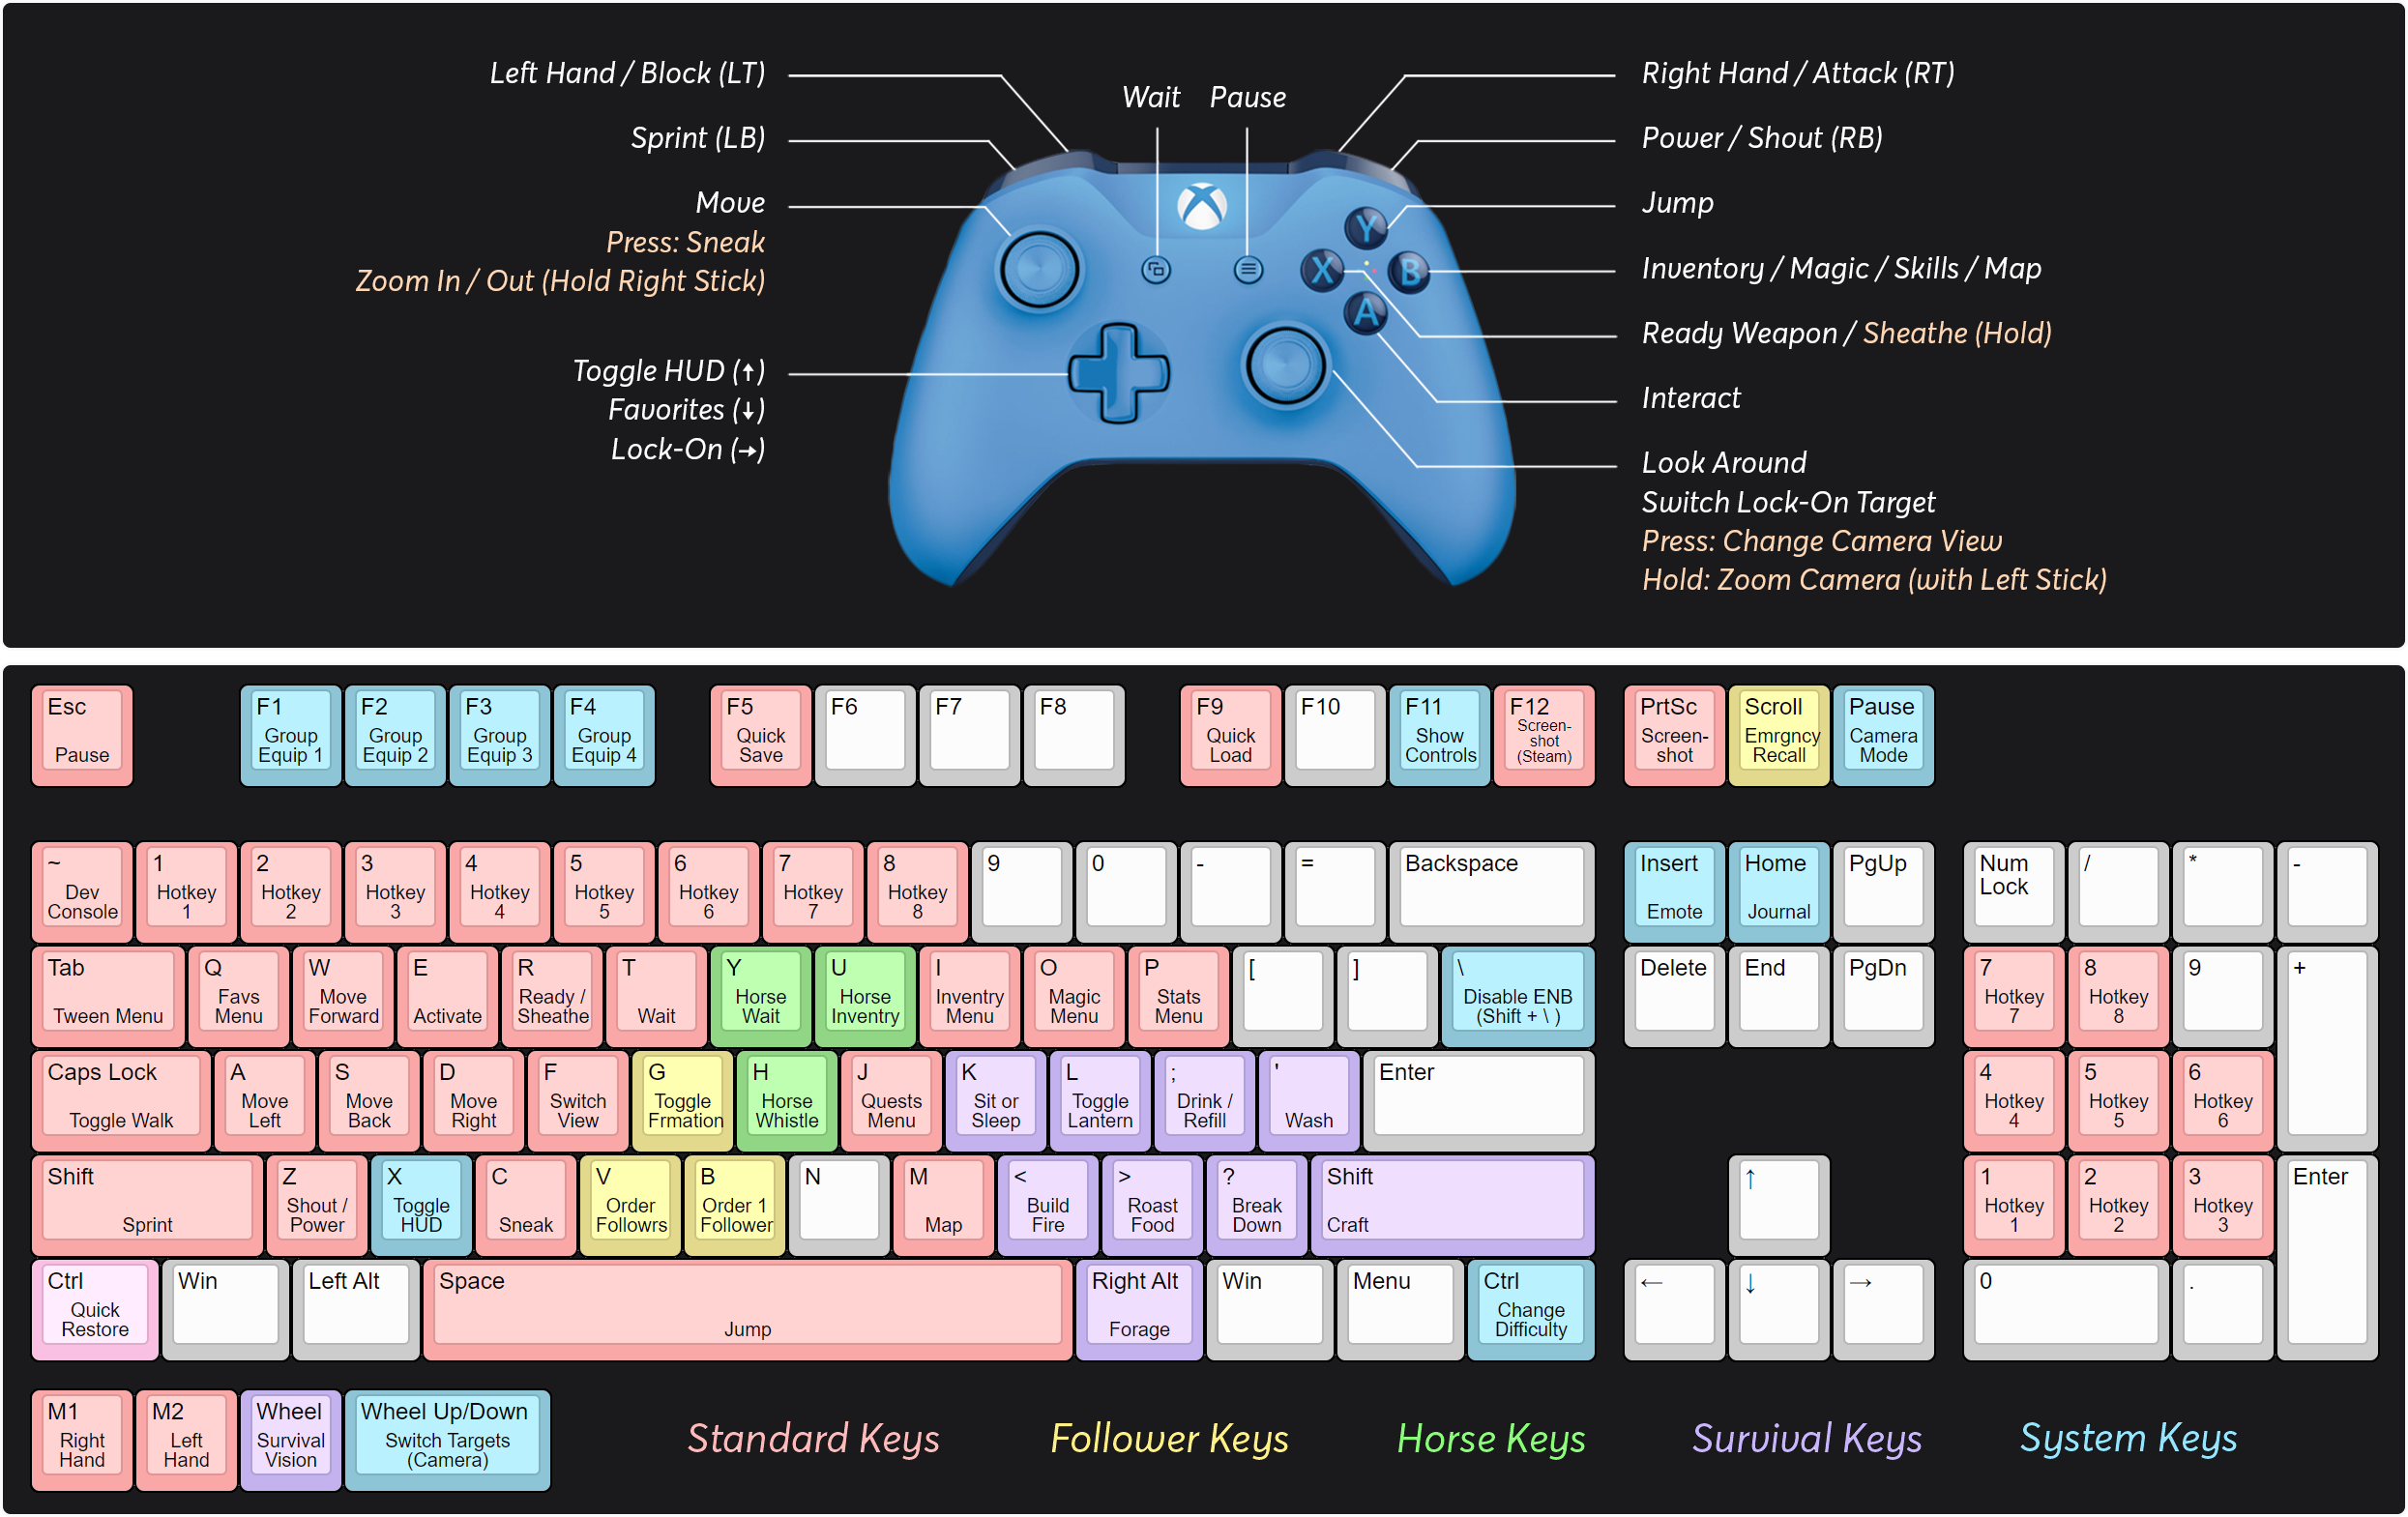 Left Hand / Block (LT)
Sprint (LB)
Move
Press: Sneak
Zoom In / Out (Hold Right Stick)
Toggle HUD (↑)
Favorites (↓)
Lock-On (→)
Wait
Pause
Y
X
B
A
Right Hand / Attack (RT)
Power / Shout (RB)
Jump
Inventory / Magic / Skills / Map
Ready Weapon / Sheathe (Hold)
Interact
Look Around
Switch Lock-On Target
Press: Change Camera View
Hold: Zoom Camera (with Left Stick)
Esc
Pause
F1
Group
Equip 1
F2
Group
Equip 2
F3
Group
Equip 3
F4
Group
Equip 4
F5
Quick
Save
F6
F7
F8
F9
Quick
Load
F10
F11
Show
Controls
F12
Screen-
shot
(Steam)
PrtSc
Screen-
shot
Scroll
Emrgncy
Recall
Pause
Camera
Mode
~
Dev
Console
1
Hotkey
1
2
Hotkey
2
3
Hotkey
3
4
Hotkey
4
5
Hotkey
5
6
Hotkey
6
7
Hotkey
7
8
Hotkey
8
9
0
-
=
Backspace
Insert
Emote
Home
Journal
PgUp
Num
Lock
/
*
-
Tab
Tween Menu
Q
Favs
Menu
W
Move
Forward
E
Activate
R
Ready /
Sheathe
T
Wait
Y
Horse
Wait
U
Horse
Inventry
I
Inventry
Menu
O
Magic
Menu
P
Stats
Menu
[
]
\
Disable ENB
(Shift + \ )
Delete
End
PgDn
7
Hotkey
7
8
Hotkey
8
9
+
Caps Lock
Toggle Walk
A
Move
Left
S
Move
Back
D
Move
Right
F
Switch
View
G
Toggle
Frmation
H
Horse
Whistle
J
Quests
Menu
K
Sit or
Sleep
L
Toggle
Lantern
;
Drink /
Refill
'
Wash
Enter
4
Hotkey
4
5
Hotkey
5
6
Hotkey
6
Shift
Sprint
Z
Shout /
Power
X
Toggle
HUD
C
Sneak
V
Order
Followrs
B
Order 1
Follower
N
M
Map
<
Build
Fire
>
Roast
Food
?
Break
Down
Shift
Craft
↑
1
Hotkey
1
2
Hotkey
2
3
Hotkey
3
Enter
Ctrl
Quick
Restore
Win
Left Alt
Space
Jump
Right Alt
Forage
Win
Menu
Ctrl
Change
Difficulty
←
↓
→
0
.
M1
Right
Hand
M2
Left
Hand
Wheel
Survival
Vision
Wheel Up/Down
Switch Targets
(Camera)
Standard Keys
Follower Keys
Horse Keys
Survival Keys
System Keys